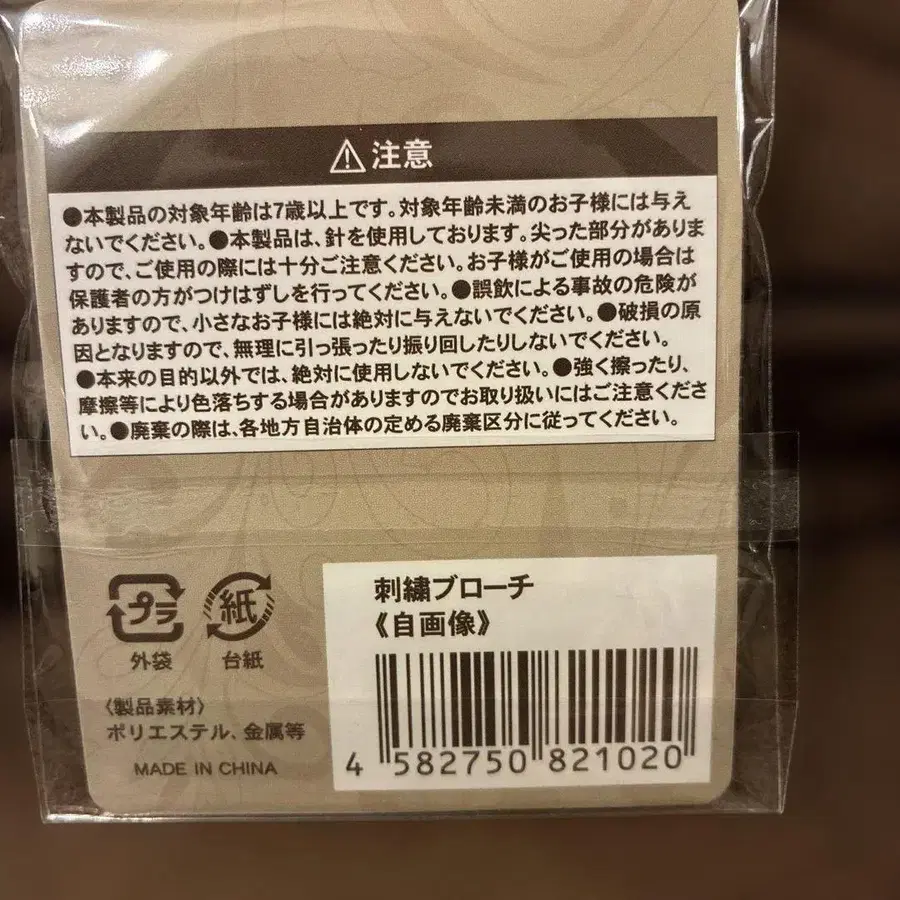 ⚠注意
●本製品の対象年齢は7歳以上です。対象年齢未満のお子様には与え
ないでください。●本製品は、針を使用しております。尖った部分がありま
すので、ご使用の際には十分ご注意ください。お子様がご使用の場合は
保護者の方がつけはずしを行ってください。●誤飲による事故の危険が
ありますので、小さなお子様には絶対に与えないでください。●破損の原
因となりますので、無理に引っ張ったり振り回したりしないでください。
●本来の目的以外では、絶対に使用しないでください。●強く擦ったり、
摩擦等により色落ちする場合がありますのでお取り扱いにはご注意くださ
い。●廃棄の際は、各地方自治体の定める廃棄区分に従ってください。
プラ
外袋
紙
台紙
〈製品素材〉
ポリエステル、金属等
MADE IN CHINA
刺繍ブローチ
《自画像》
4 582750 821020